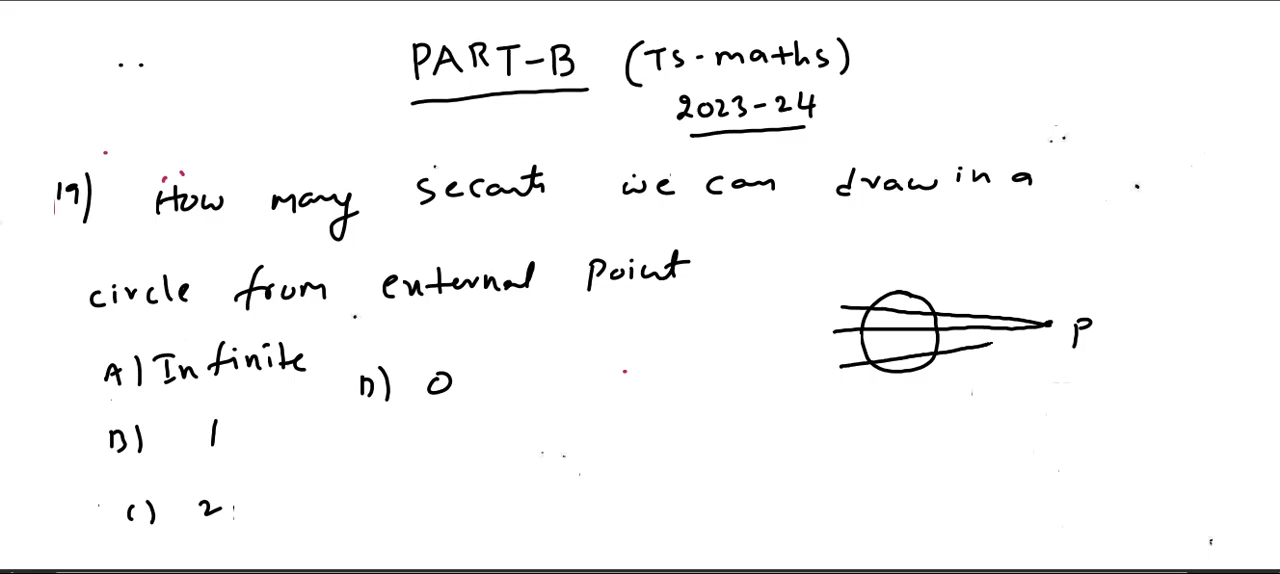 PART-B (TS-maths)
2023-24
19) How many secants we can draw in a
circle from external point
P
A) Infinite
D) 0
B) 1
C) 2